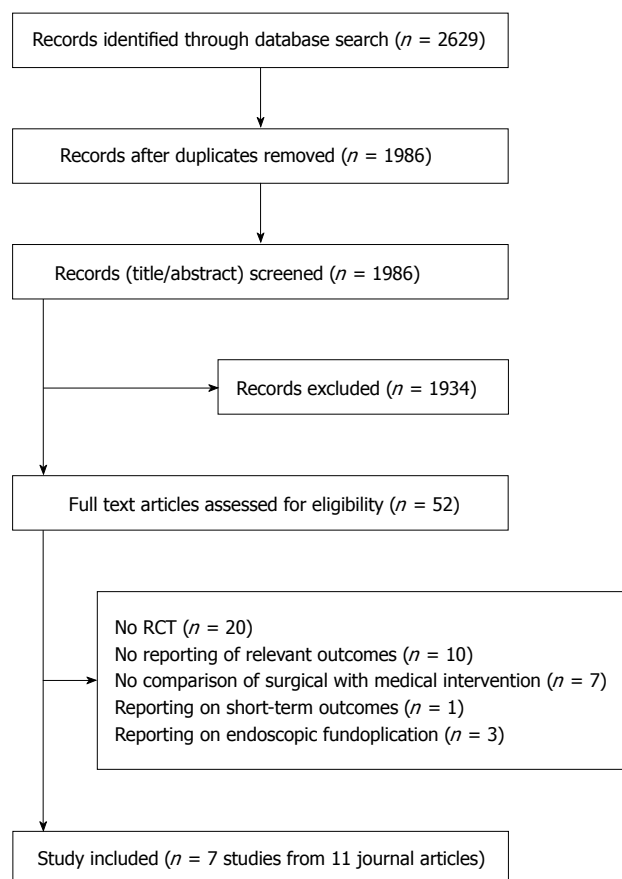 Records identified through database search (n = 2629)
Records after duplicates removed (n = 1986)
Records (title/abstract) screened (n = 1986)
Records excluded (n = 1934)
Full text articles assessed for eligibility (n = 52)
No RCT (n = 20)
No reporting of relevant outcomes (n = 10)
No comparison of surgical with medical intervention (n = 7)
Reporting on short-term outcomes (n = 1)
Reporting on endoscopic fundoplication (n = 3)
Study included (n = 7 studies from 11 journal articles)